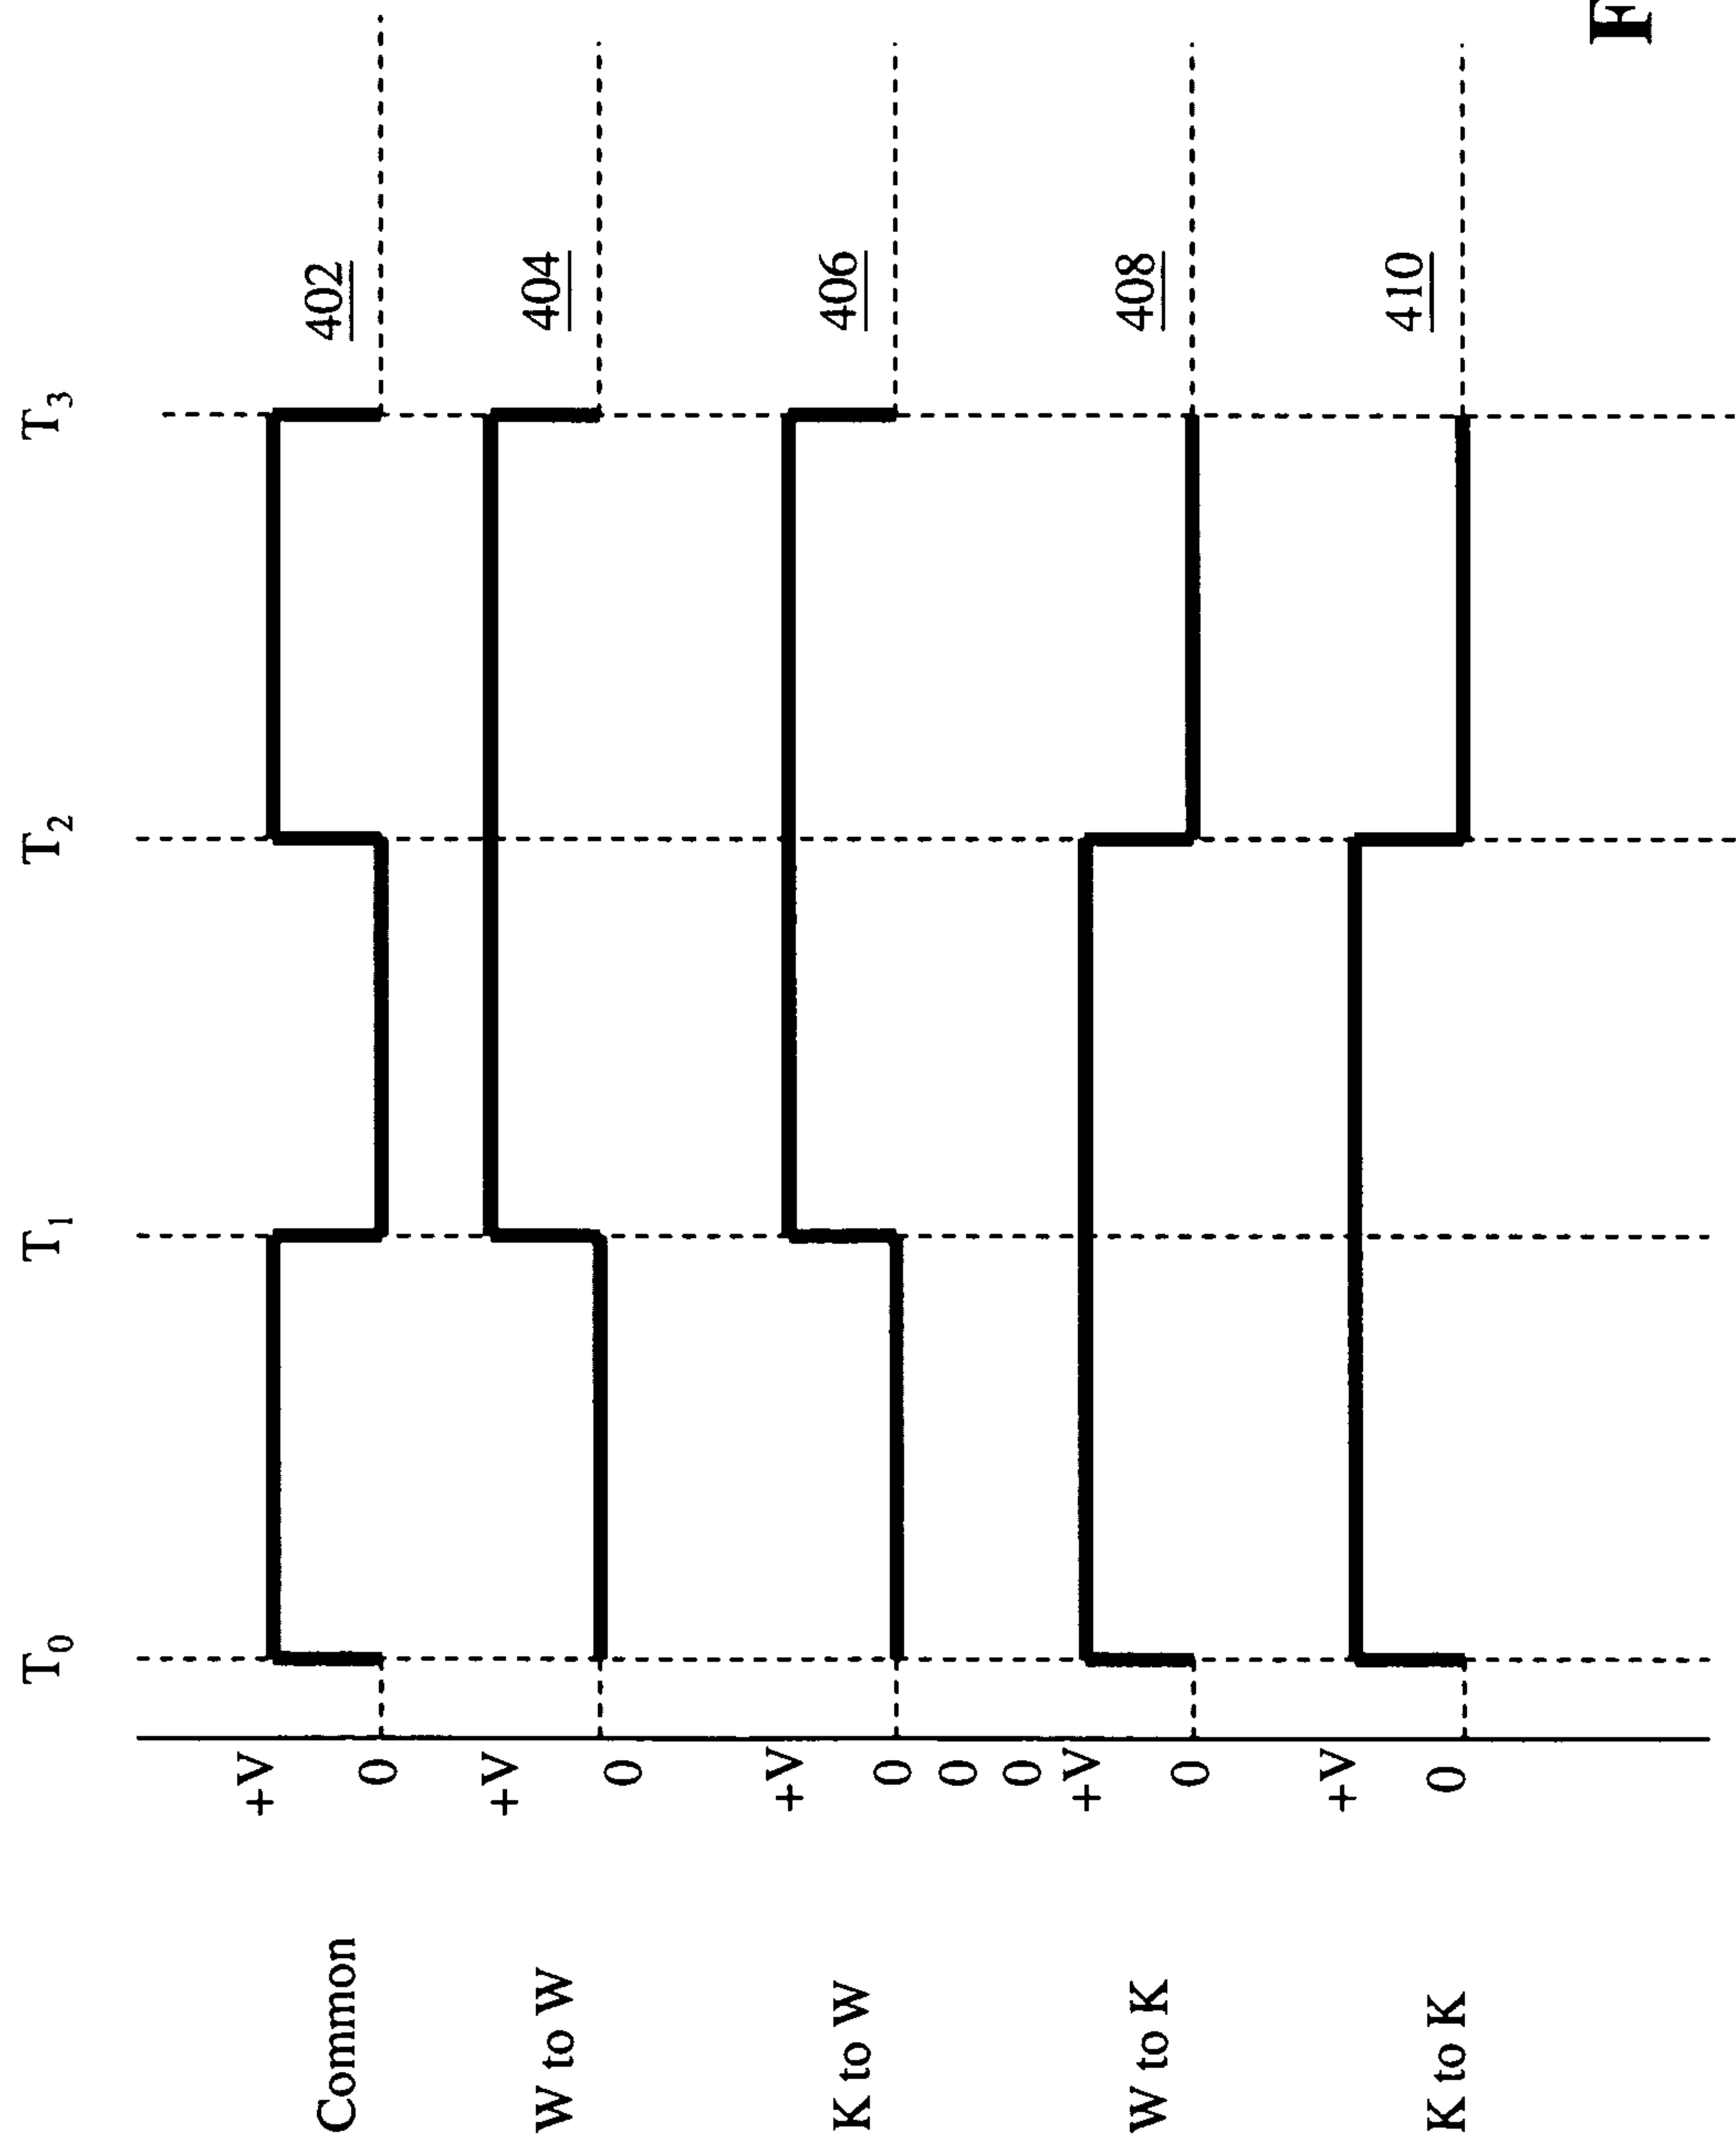 T0 T1 T2 T3
Common +V 0 402
W to W +V 0 404
K to W +V 0 406
0
0
W to K +V 0 408
K to K +V 0 410
F